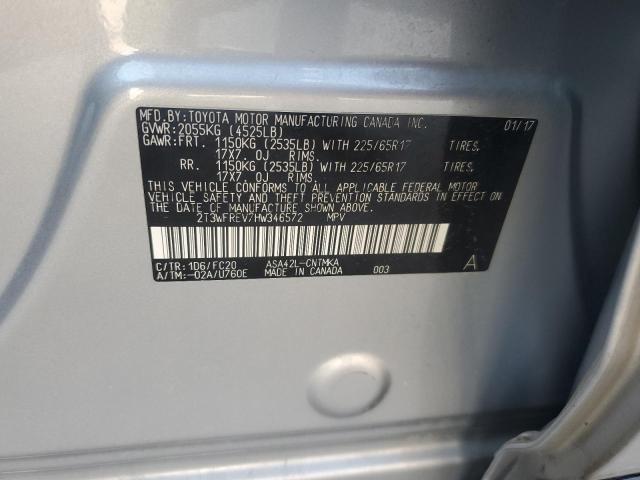 MFD.BY:TOYOTA MOTOR MANUFACTURING CANADA INC. 01/17
GVWR:2055KG (4525LB)
GAWR:FRT. 1150KG (2535LB) WITH 225/65R17 TIRES,
17X7.0J RIMS.
RR. 1150KG (2535LB) WITH 225/65R17 TIRES,
17X7.0J RIMS.
THIS VEHICLE CONFORMS TO ALL APPLICABLE FEDERAL MOTOR
VEHICLE SAFETY AND THEFT PREVENTION STANDARDS IN EFFECT ON
THE DATE OF MANUFACTURE SHOWN ABOVE.
2T3WFREV7HW346572 MPV
C/TR:1D6/FC20 ASA42L-CNTMKA
A/TM:-02A/U760E MADE IN CANADA 003 A